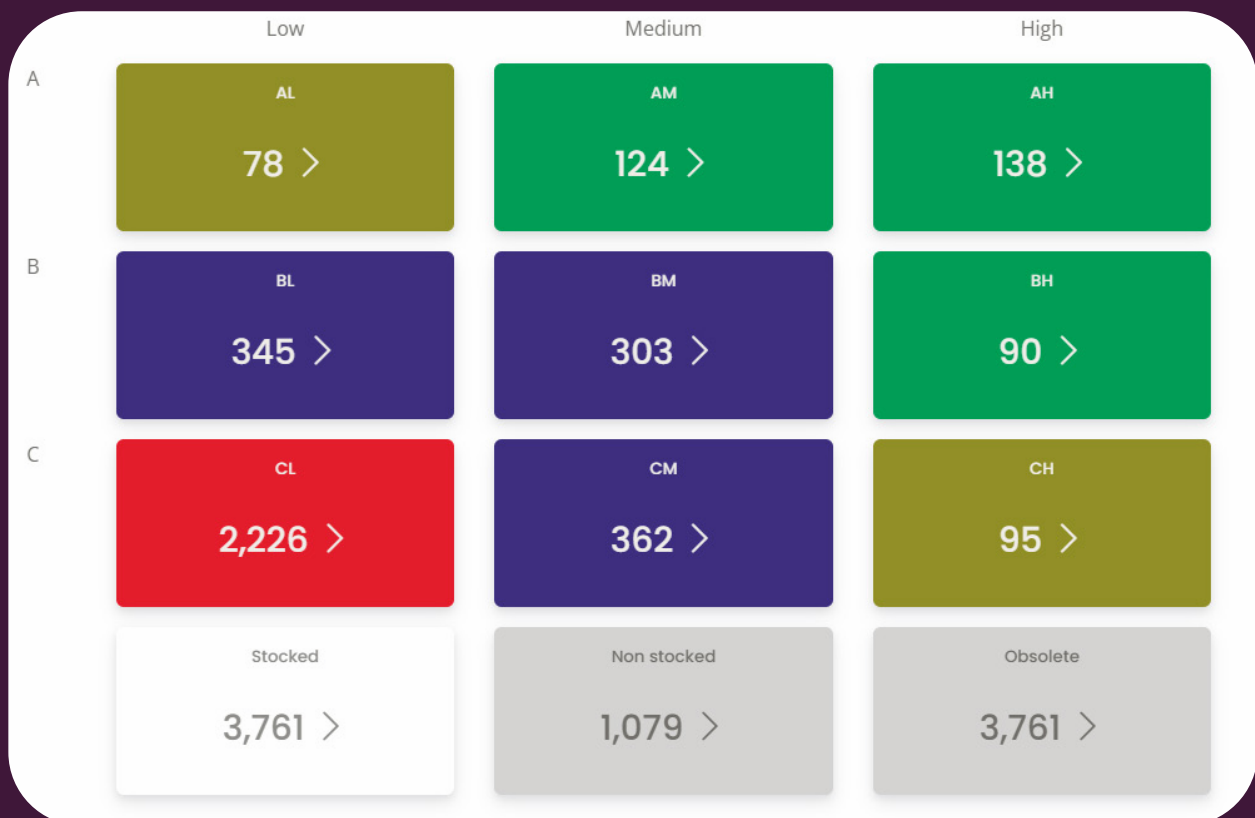 Low Medium High
A
AL AM AH
78 124 138
B
BL BM BH
345 303 90
C
CL CM CH
2,226 362 95
Stocked Non stocked Obsolete
3,761 1,079 3,761